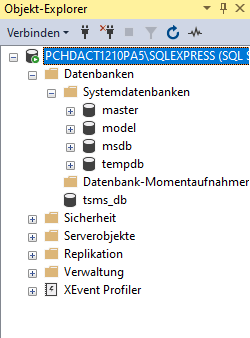 Objekt-Explorer
Verbinden
PCHDACT1210PA5\SQLEXPRESS (SQL S
Datenbanken
Systemdatenbanken
master
model
msdb
tempdb
Datenbank-Momentaufnahmen
tsms_db
Sicherheit
Serverobjekte
Replikation
Verwaltung
XEvent Profiler